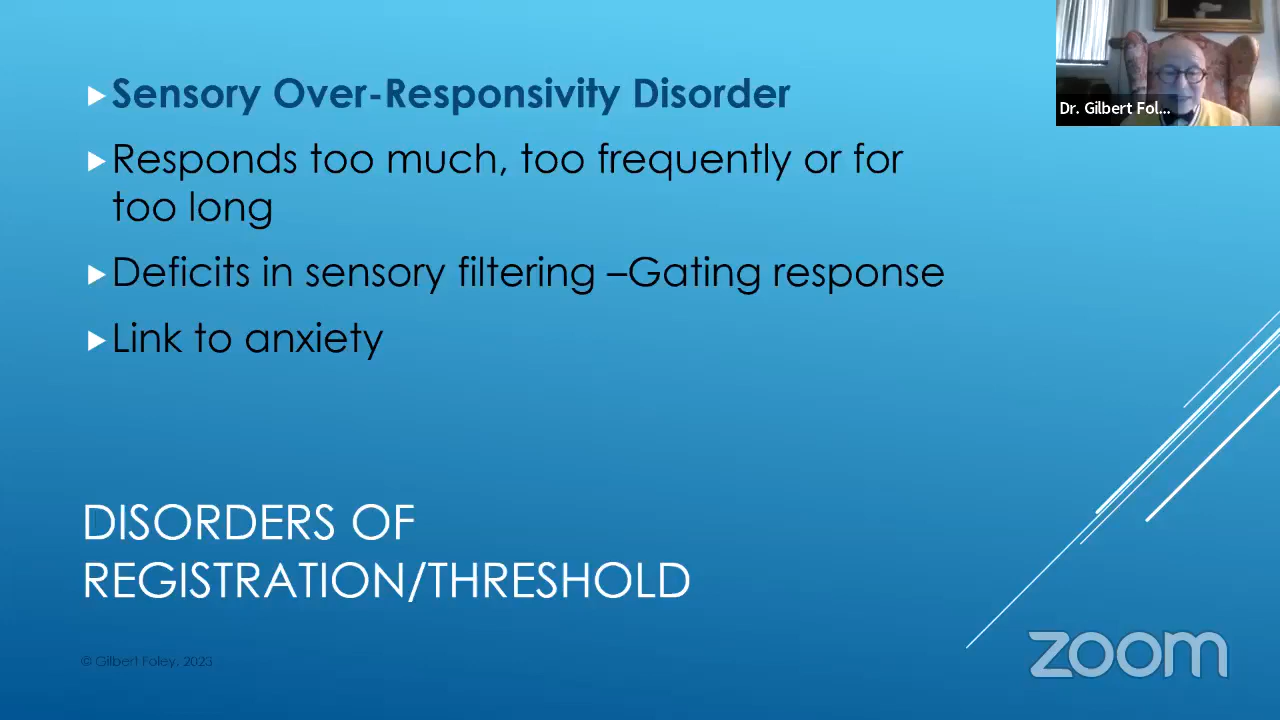 Sensory Over-Responsivity Disorder
Responds too much, too frequently or for
too long
Deficits in sensory filtering –Gating response
Link to anxiety
DISORDERS OF
REGISTRATION/THRESHOLD
© Gilbert Foley, 2023
Dr. Gilbert Fol...
zoom